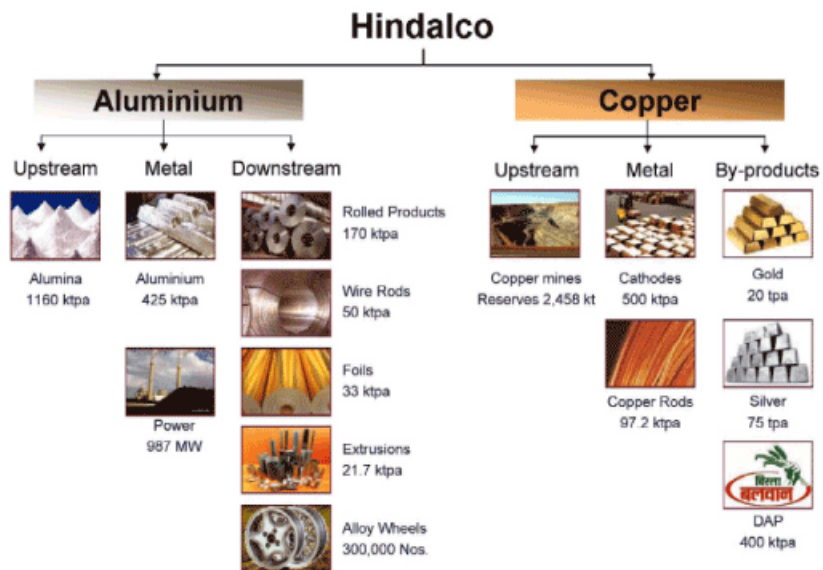 Hindalco
Aluminium
Copper
Upstream
Metal
Downstream
Upstream
Metal
By-products
Alumina
1160 ktpa
Aluminium
425 ktpa
Power
987 MW
Rolled Products
170 ktpa
Wire Rods
50 ktpa
Foils
33 ktpa
Extrusions
21.7 ktpa
Alloy Wheels
300,000 Nos.
Copper mines
Reserves 2,458 kt
Cathodes
500 ktpa
Copper Rods
97.2 ktpa
Gold
20 tpa
Silver
75 tpa
बिरला
बलवान
DAP
400 ktpa